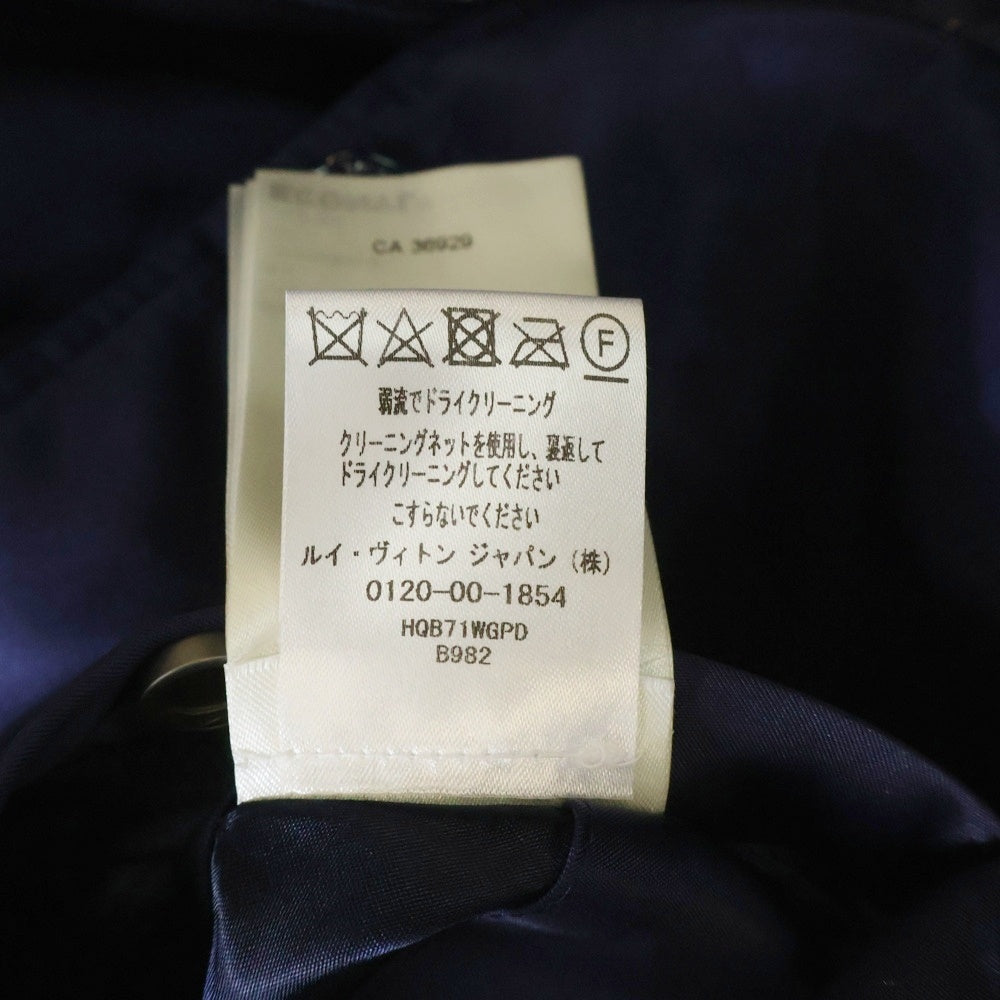 CA 36929
F
弱流でドライクリーニング
クリーニングネットを使用し、裏返して
ドライクリーニングしてください
こすらないでください
ルイ・ヴィトン ジャパン (株)
0120-00-1854
HQB71WGPD
B982